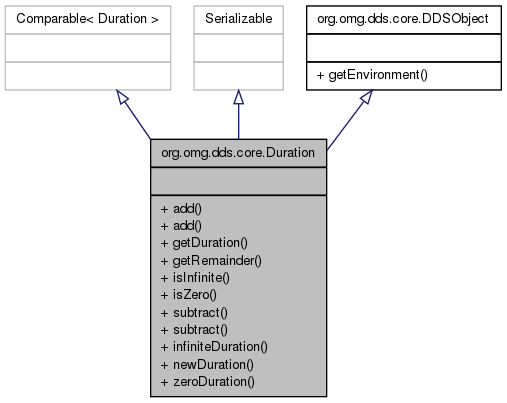 Comparable< Duration >
Serializable
org.omg.dds.core.DDSObject
+ getEnvironment()
org.omg.dds.core.Duration
+ add()
+ add()
+ getDuration()
+ getRemainder()
+ isInfinite()
+ isZero()
+ subtract()
+ subtract()
+ infiniteDuration()
+ newDuration()
+ zeroDuration()